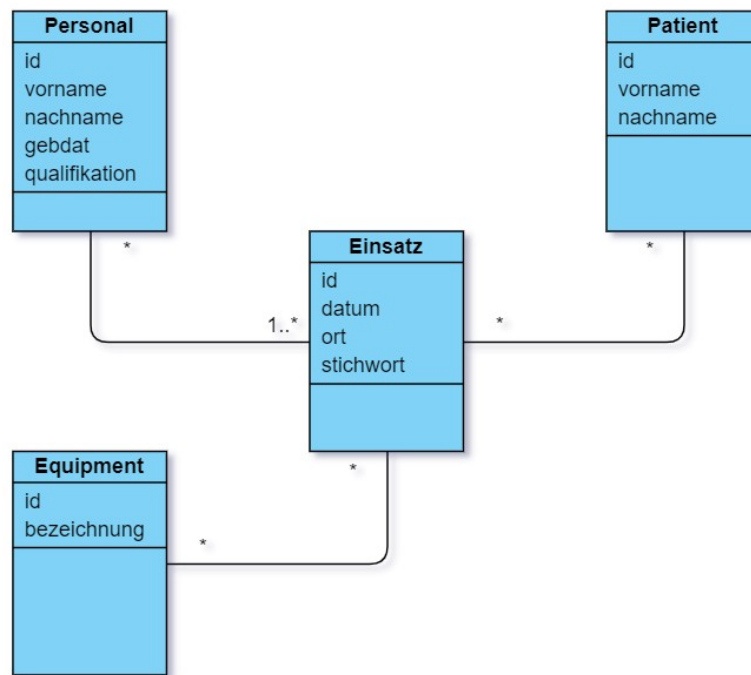 Personal
id
vorname
nachname
gebdat
qualifikation
*
1..*
Patient
id
vorname
nachname
*
*
Einsatz
id
datum
ort
stichwort
*
Equipment
id
bezeichnung
*